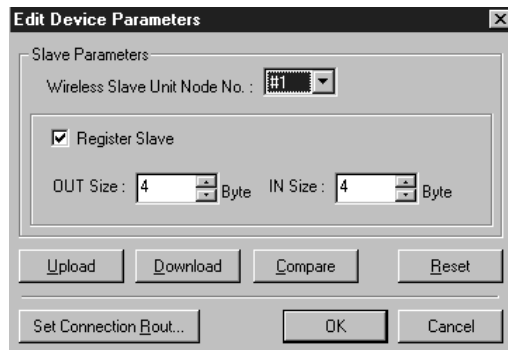 Edit Device Parameters
Slave Parameters
Wireless Slave Unit Node No. : #1
Register Slave
OUT Size : 4 Byte IN Size : 4 Byte
Upload Download Compare Reset
Set Connection Rout... OK Cancel